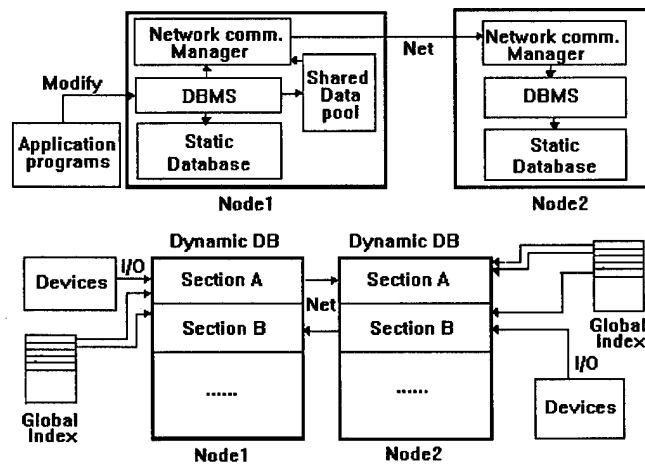 Network comm.
Manager
Net
Network comm.
Manager
Modify
Shared
Data
pool
DBMS
DBMS
Application
programs
Static
Database
Static
Database
Node1
Node2
Dynamic DB
Dynamic DB
I/O
Devices
Section A
Section A
Net
Section B
Section B
Global
Index
I/O
......
......
Devices
Global
Index
Node1
Node2